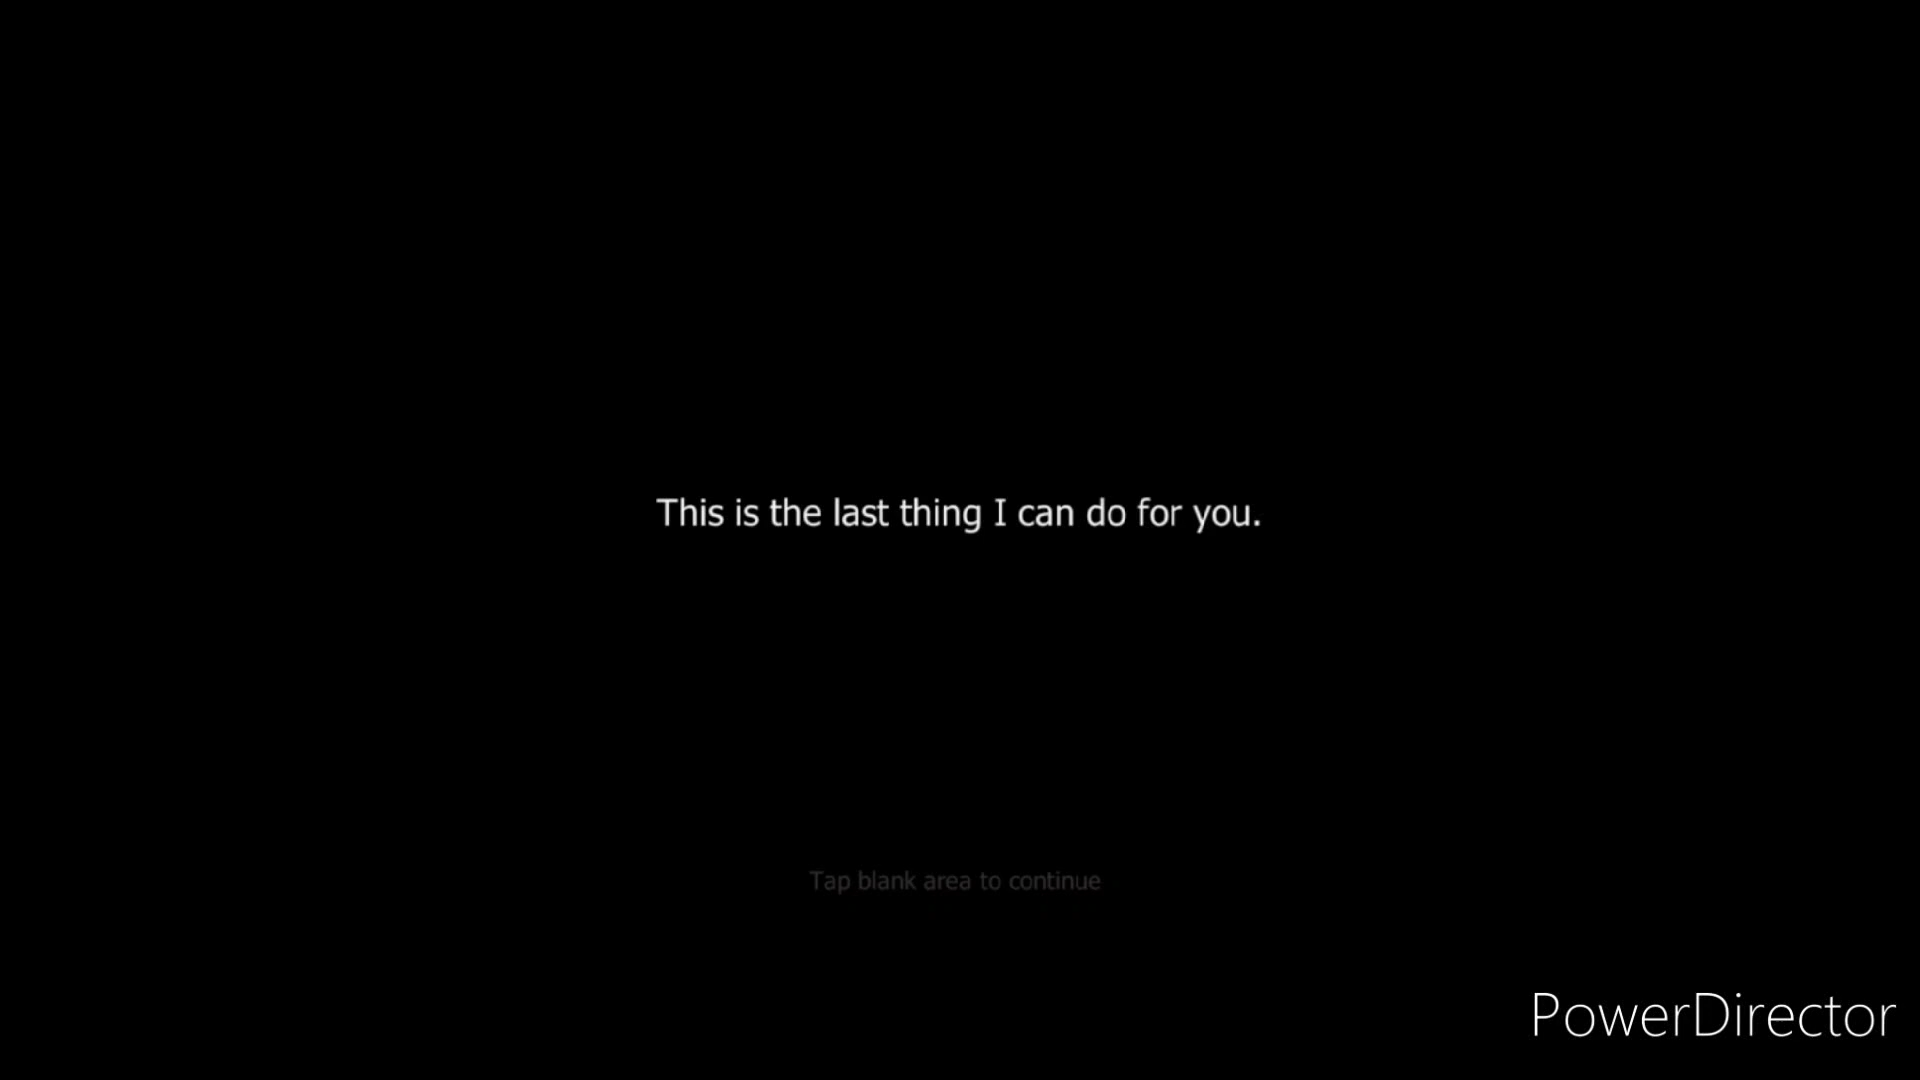 This is the last thing I can do for you.
Tap blank area to continue
PowerDirector